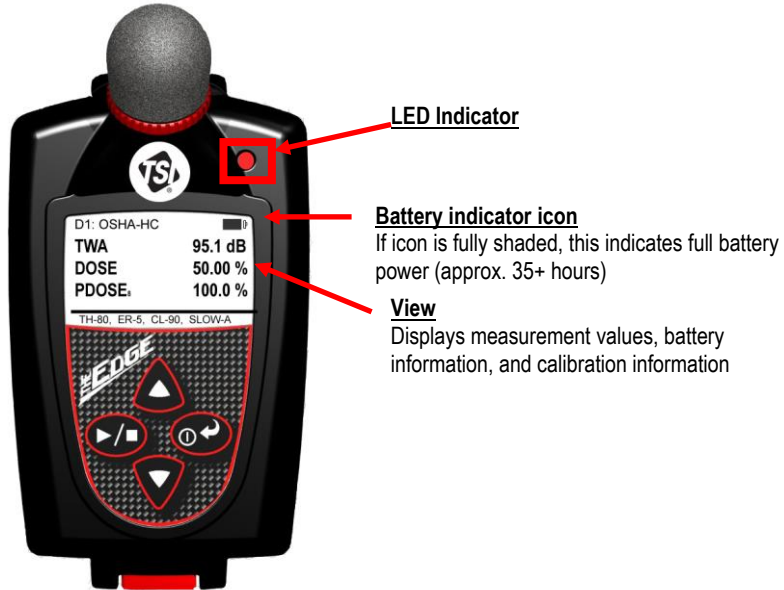 LED Indicator
TSI
Battery indicator icon
If icon is fully shaded, this indicates full battery
power (approx. 35+ hours)
D1: OSHA-HC
TWA 95.1 dB
DOSE 50.00 %
PDOSE8 100.0 %
View
Displays measurement values, battery
information, and calibration information
TH-80, ER-5, CL-90, SLOW-A
THE EDGE